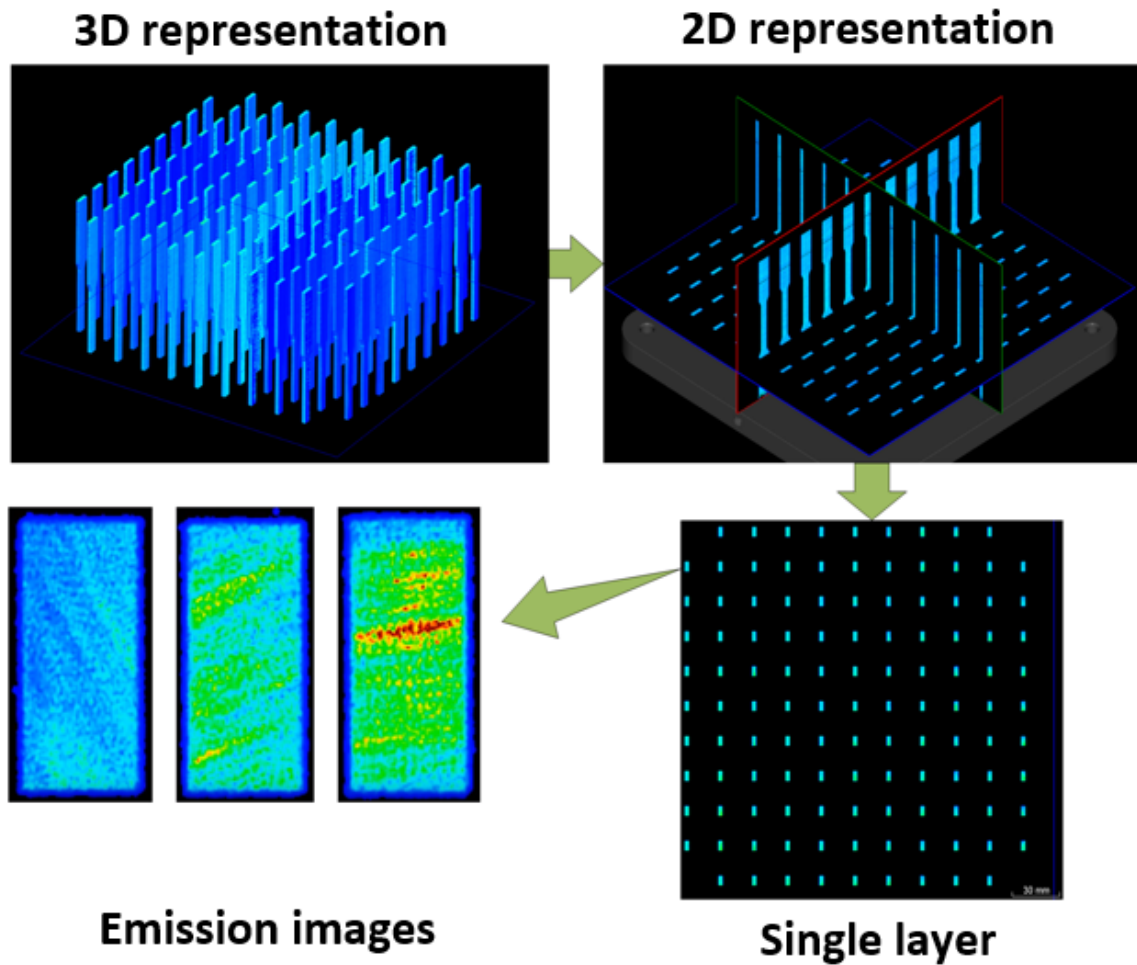 3D representation
2D representation
30 mm
Emission images
Single layer